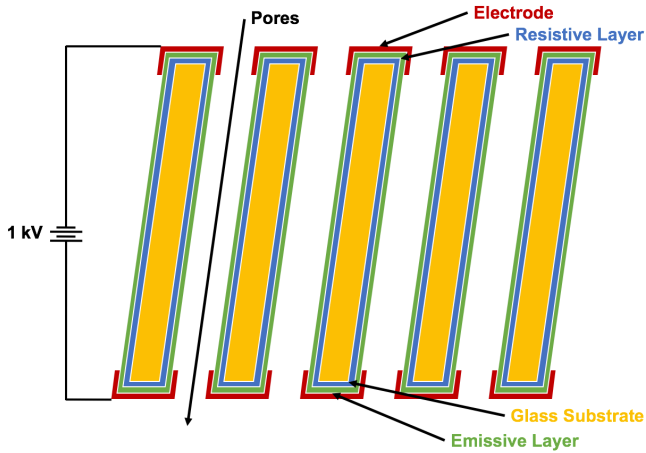 Pores
Electrode
Resistive Layer
1 kV
Glass Substrate
Emissive Layer